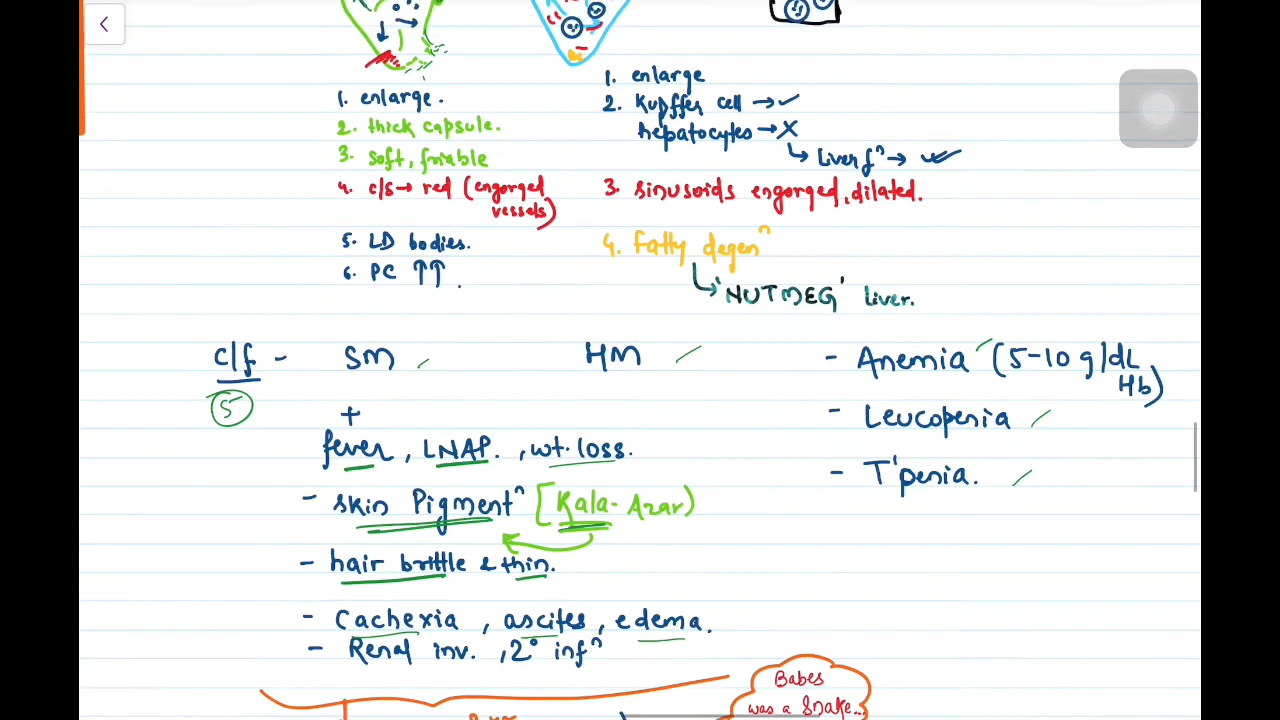 1. enlarge.
2. thick capsule.
3. soft, friable
4. c/s → red (engorged
vessels)
5. LD bodies.
6. PC ↑↑.
1. enlarge
2. Kupffer cell → ✓
hepatocytes → X
↳ Liver fⁿ → ✓
3. sinusoids engorged, dilated.
4. Fatty degenⁿ
↳ 'NUTMEG' liver.
c/f -
5
SM ✓
+
fever, LNAP., wt. loss.
- skin Pigmentⁿ [Kala-Azar)
- hair brittle & thin.
- Cachexia, ascites, edema.
- Renal inv., 2° infⁿ
HM ✓
- Anemia ✓ (5-10 g/dL
Hb)
- Leucopenia ✓
- T'penia. ✓
Babes
was a snake...